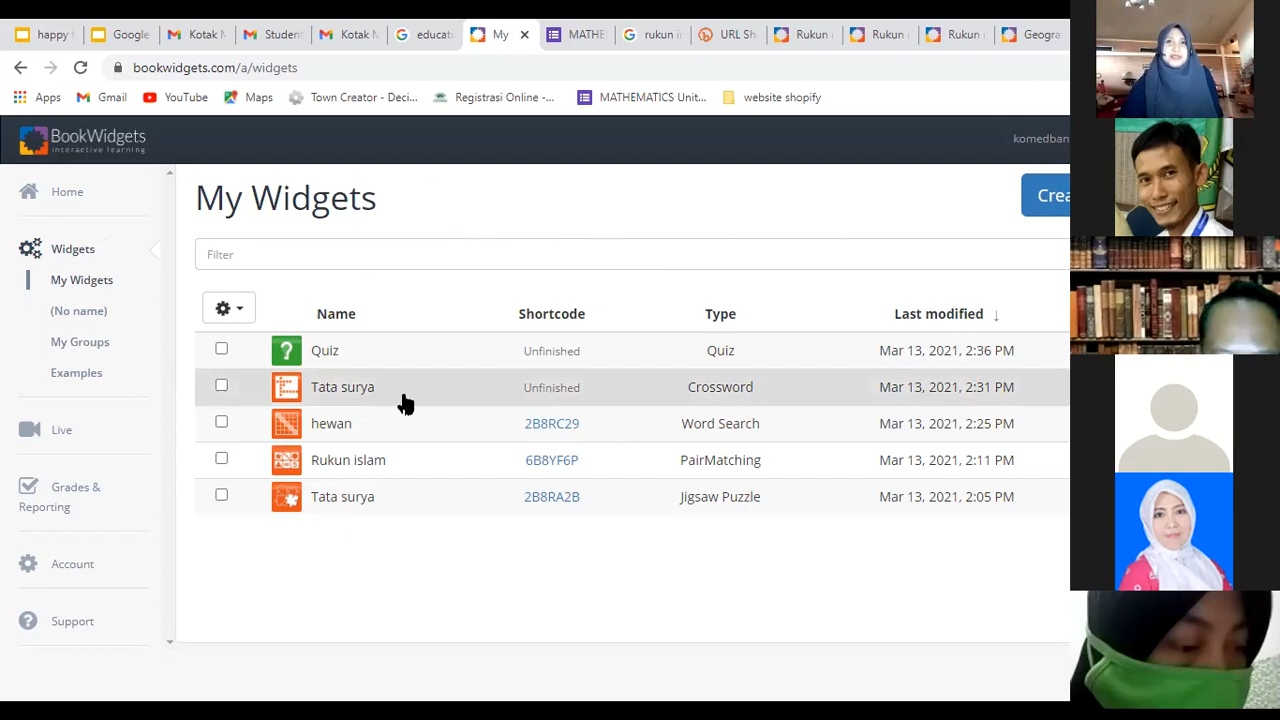 happy t
Google
Kotak M
Studen
Kotak M
educati
My
MATHE
rukun in
URL Sh
Rukun i
Rukun i
Rukun i
Geogra
bookwidgets.com/a/widgets
Apps
Gmail
YouTube
Maps
Town Creator - Deci...
Registrasi Online -...
MATHEMATICS Unit...
website shopify
BookWidgets
interactive learning
komedban
Home
Widgets
My Widgets
(No name)
My Groups
Examples
Live
Grades &
Reporting
Account
Support
My Widgets
Crea
Filter
Name Shortcode Type Last modified ↓
Quiz Unfinished Quiz Mar 13, 2021, 2:36 PM
Tata surya Unfinished Crossword Mar 13, 2021, 2:31 PM
hewan 2B8RC29 Word Search Mar 13, 2021, 2:25 PM
Rukun islam 6B8YF6P PairMatching Mar 13, 2021, 2:11 PM
Tata surya 2B8RA2B Jigsaw Puzzle Mar 13, 2021, 2:05 PM